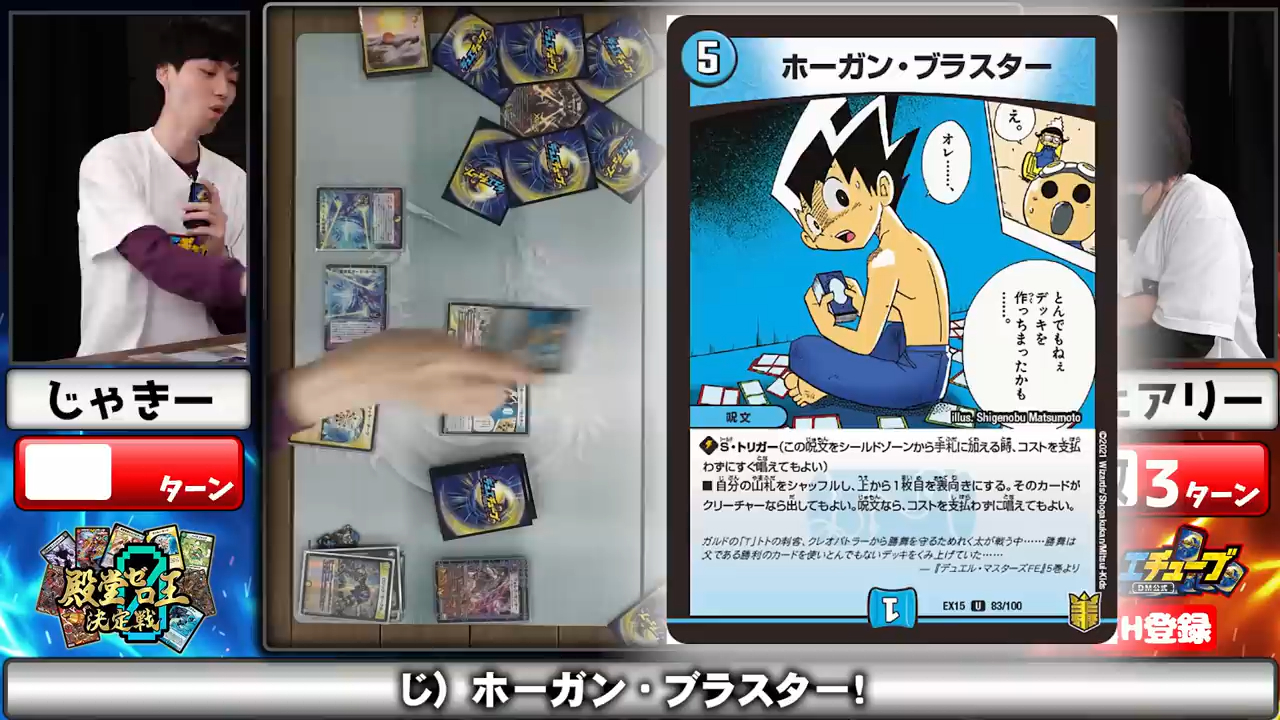 5
ホーガン・ブラスター
え。
オレ……、
とんでもねぇ
デッキを
作っちまったかも
……。
呪文
illus. Shigenobu Matsumoto
S・トリガー(この呪文をシールドゾーンから手札に加える時、コストを支払
わずにすぐ唱えてもよい)
■自分の山札をシャッフルし、上から1枚目を表向きにする。そのカードが
クリーチャーなら出してもよい。呪文なら、コストを支払わずに唱えてもよい。
ガルドの「T」トトの刺客、クレオパトラーから勝舞を守るためれく太が戦う中……勝舞は
父である勝利のカードを使いとんでもないデッキをくみ上げていた……
―『デュエル・マスターズFE』5巻より
1
EX15 U 83/100
©2021 Wizards/Shogakukan/Mitsui-Kids
じゃきー
ターン
殿堂ゼロ王
決定戦
ェアリー
3ターン
エチューブ
DM公式
H登録
じ）ホーガン・ブラスター!